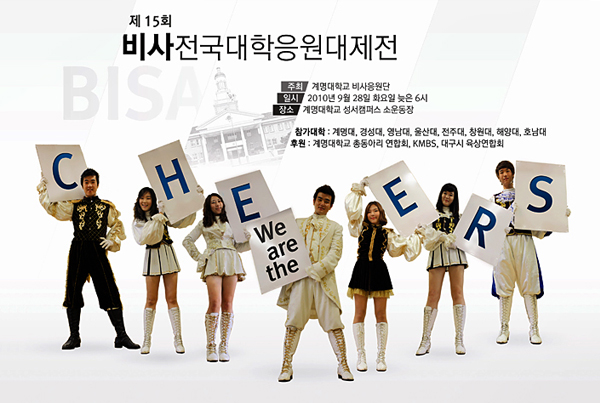 제 15회
비사전국대학응원대제전
BISA
주최 계명대학교 비사응원단
일시 2010년 9월 28일 화요일 늦은 6시
장소 계명대학교 성서캠퍼스 소운동장
참가대학 : 계명대, 경성대, 영남대, 울산대, 전주대, 창원대, 해양대, 호남대
후원 : 계명대학교 총동아리 연합회, KMBS, 대구시 육상연합회
We
are
the
C H E E R S